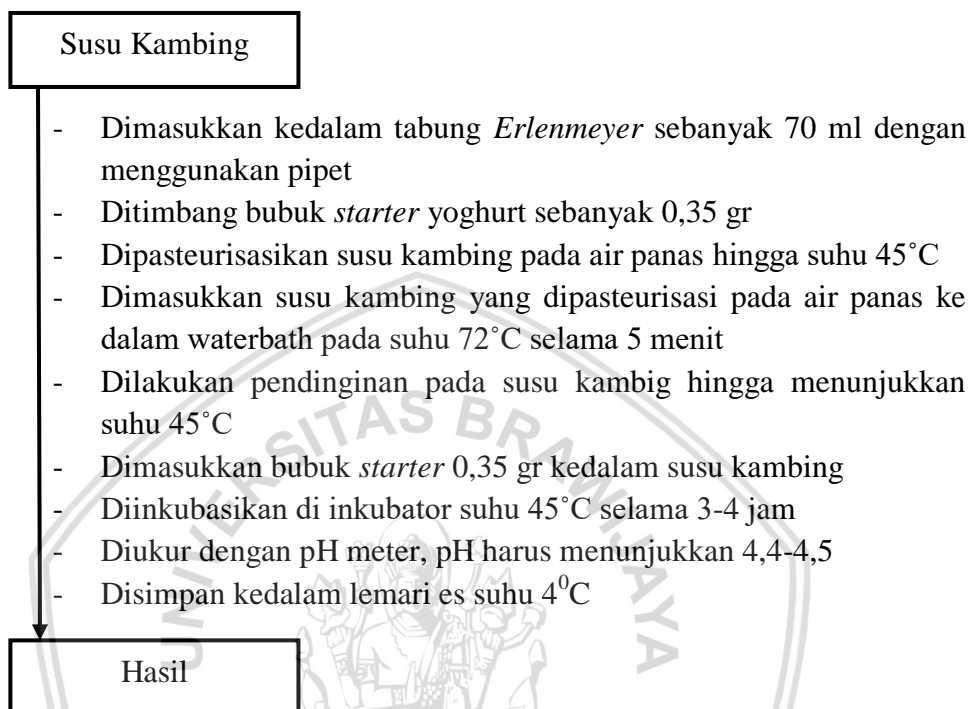 Susu Kambing
- Dimasukkan kedalam tabung Erlenmeyer sebanyak 70 ml dengan
menggunakan pipet
- Ditimbang bubuk starter yoghurt sebanyak 0,35 gr
- Dipasteurisasikan susu kambing pada air panas hingga suhu 45˚C
- Dimasukkan susu kambing yang dipasteurisasi pada air panas ke
dalam waterbath pada suhu 72˚C selama 5 menit
- Dilakukan pendinginan pada susu kambig hingga menunjukkan
suhu 45˚C
- Dimasukkan bubuk starter 0,35 gr kedalam susu kambing
- Diinkubasikan di inkubator suhu 45˚C selama 3-4 jam
- Diukur dengan pH meter, pH harus menunjukkan 4,4-4,5
- Disimpan kedalam lemari es suhu 4⁰C
Hasil
UNIVERSITAS BRAWIJAYA